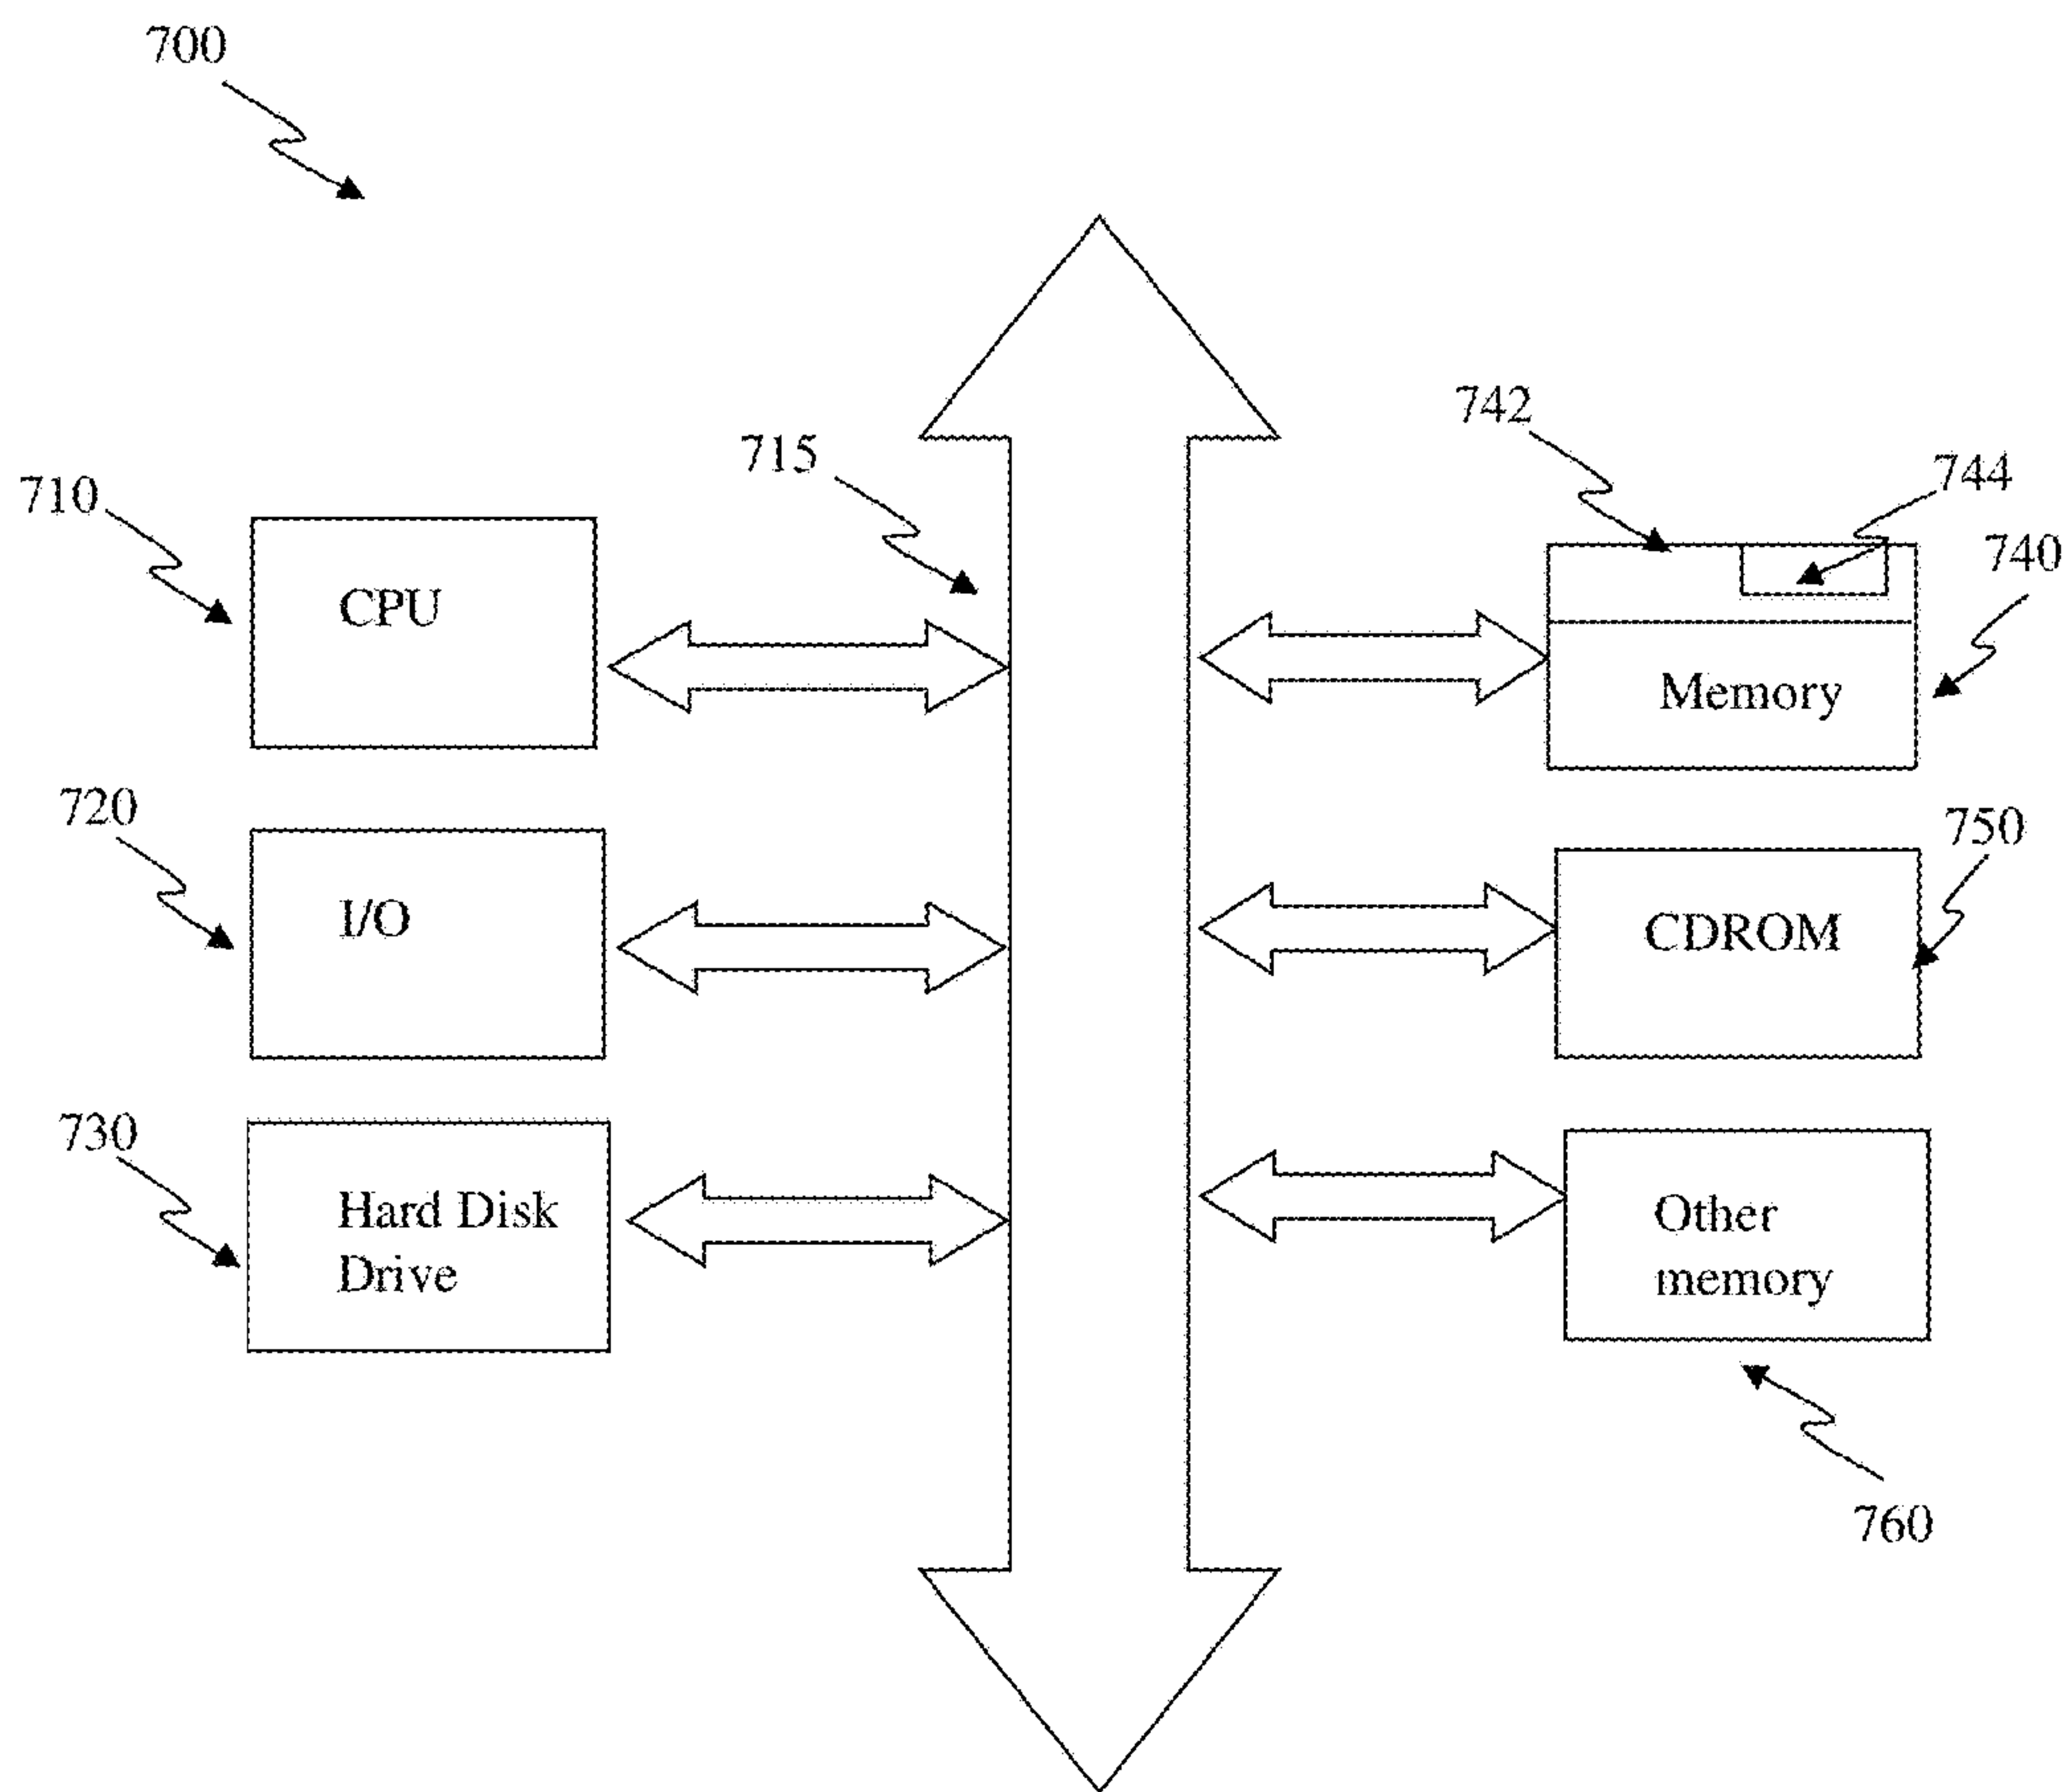 700
742
715
744
710
740
CPU
Memory
720
750
I/O
CDROM
730
Hard Disk
Drive
Other
memory
760